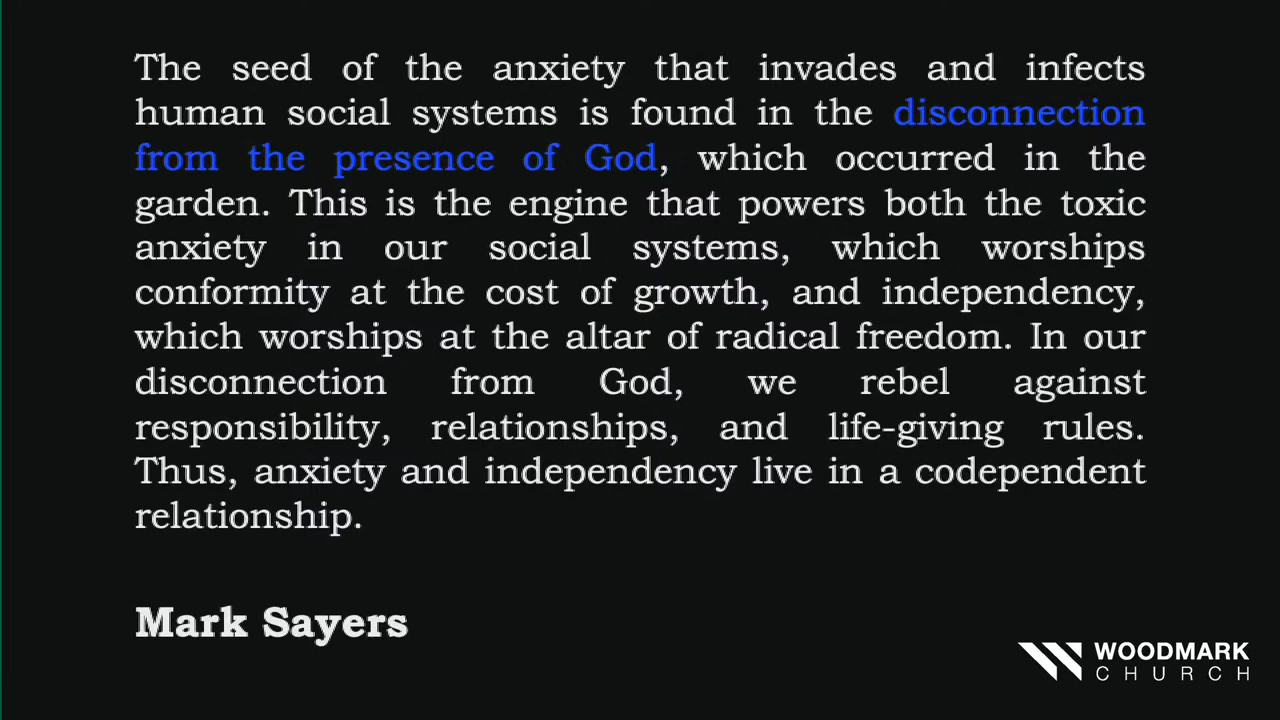 The seed of the anxiety that invades and infects
human social systems is found in the disconnection
from the presence of God, which occurred in the
garden. This is the engine that powers both the toxic
anxiety in our social systems, which worships
conformity at the cost of growth, and independency,
which worships at the altar of radical freedom. In our
disconnection from God, we rebel against
responsibility, relationships, and life-giving rules.
Thus, anxiety and independency live in a codependent
relationship.
Mark Sayers
WOODMARK
CHURCH